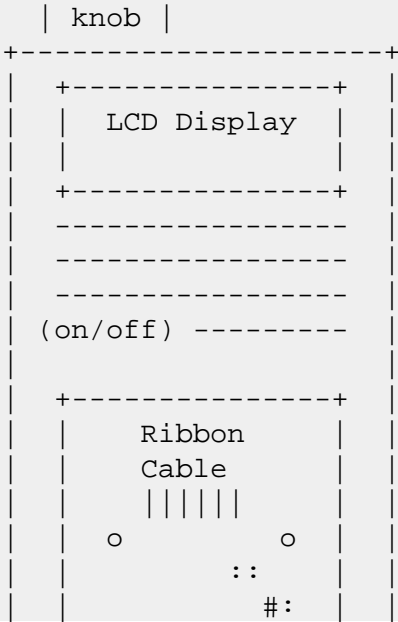 knob
LCD Display
(on/off)
Ribbon
Cable
o o
::
#: